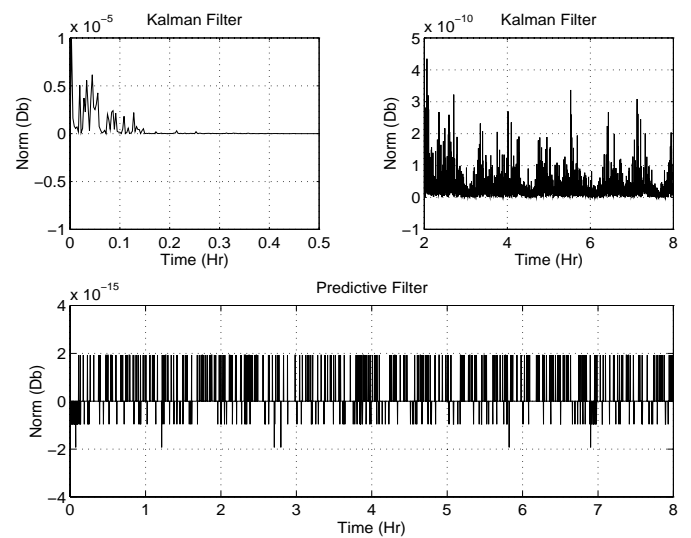 Kalman Filter
x 10^-5
Norm (Db)
1
0.5
0
−0.5
−1
0 0.1 0.2 0.3 0.4 0.5
Time (Hr)
Kalman Filter
x 10^-10
Norm (Db)
5
4
3
2
1
0
−1
2 4 6 8
Time (Hr)
Predictive Filter
x 10^-15
Norm (Db)
4
2
0
−2
−4
0 1 2 3 4 5 6 7 8
Time (Hr)